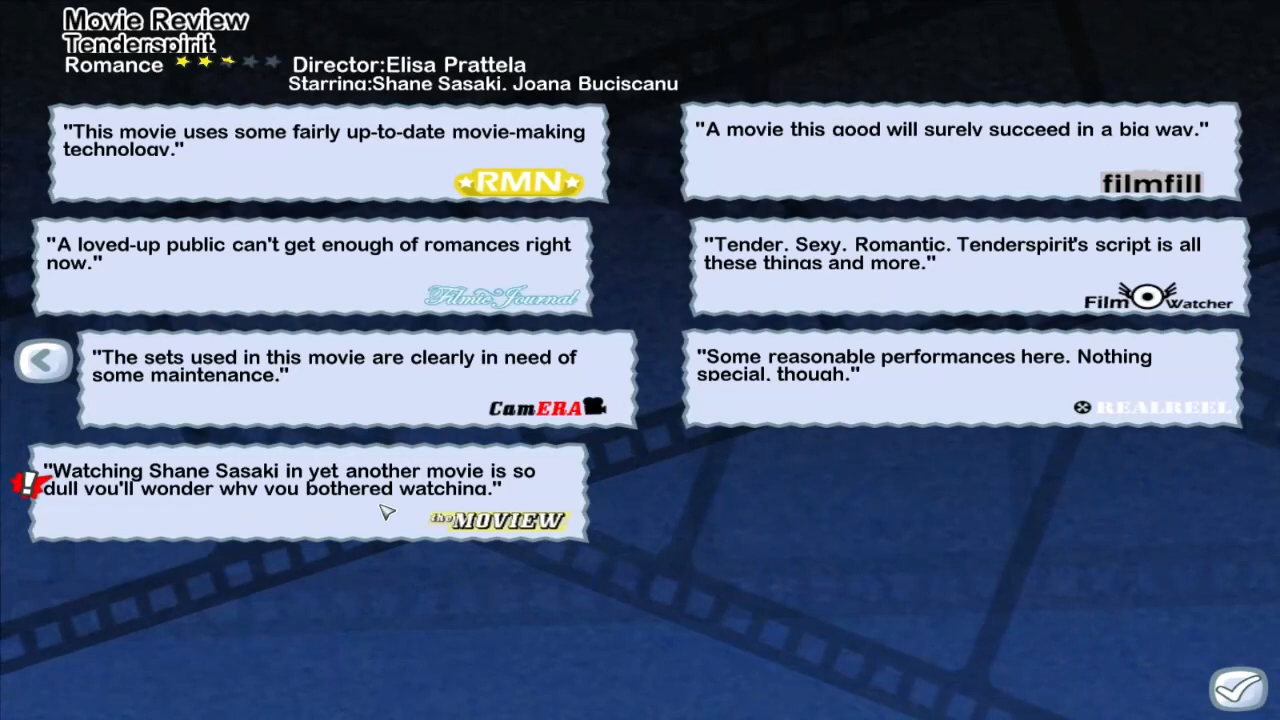 Movie Review
Tenderspirit
Romance
Director:Elisa Prattela
Starring:Shane Sasaki, Joana Buciscanu
"This movie uses some fairly up-to-date movie-making
technology."
RMN
"A movie this good will surely succeed in a big way."
filmfill
"A loved-up public can't get enough of romances right
now."
Filmic Journal
"Tender. Sexy. Romantic. Tenderspirit's script is all
these things and more."
Film Watcher
"The sets used in this movie are clearly in need of
some maintenance."
CamERA
"Some reasonable performances here. Nothing
special, though."
REALREEL
!
"Watching Shane Sasaki in yet another movie is so
dull you'll wonder why you bothered watching."
the MOVIEW